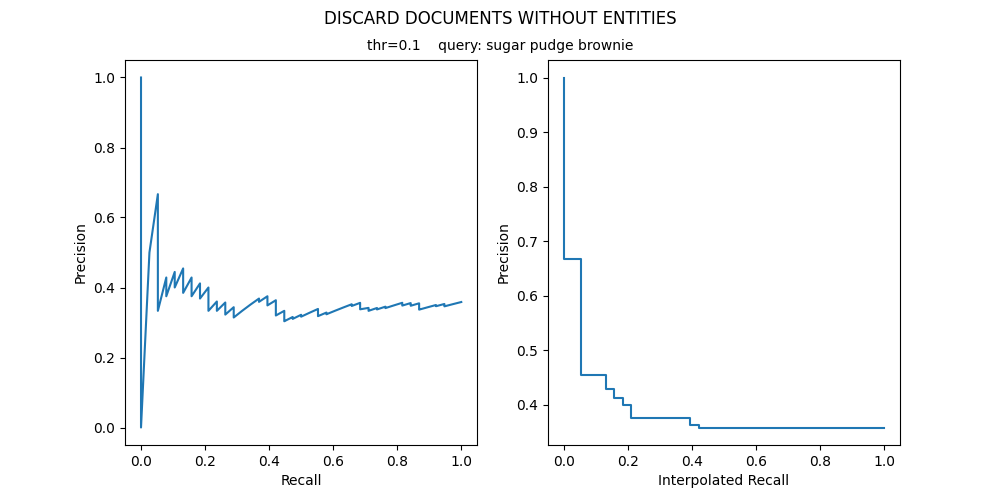 DISCARD DOCUMENTS WITHOUT ENTITIES
thr=0.1    query: sugar pudge brownie
Precision
1.0
0.8
0.6
0.4
0.2
0.0
0.0 0.2 0.4 0.6 0.8 1.0
Recall
Precision
1.0
0.9
0.8
0.7
0.6
0.5
0.4
0.0 0.2 0.4 0.6 0.8 1.0
Interpolated Recall